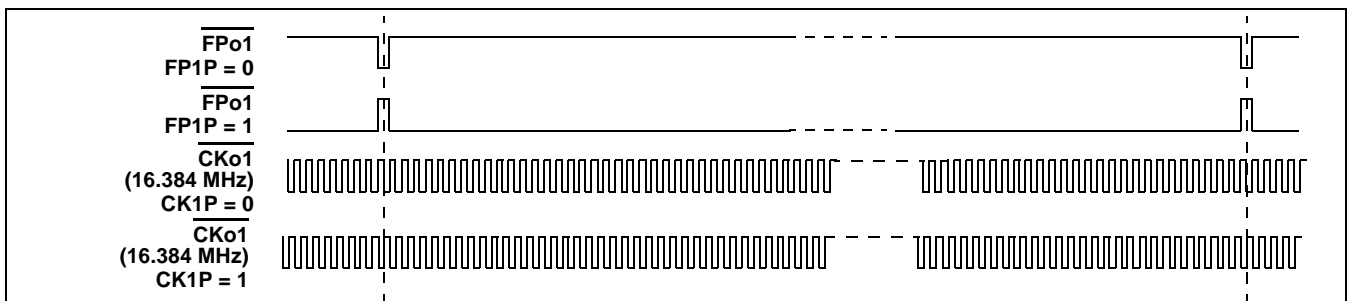 FPo1
FP1P = 0
FPo1
FP1P = 1
CKo1
(16.384 MHz)
CK1P = 0
CKo1
(16.384 MHz)
CK1P = 1